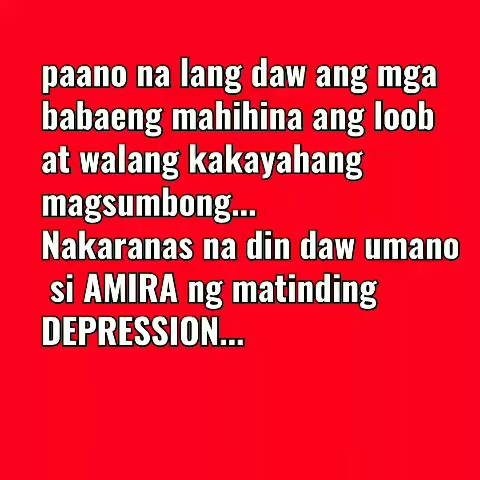 paano na lang daw ang mga
babaeng mahihina ang loob
at walang kakayahang
magsumbong...
Nakaranas na din daw umano
si AMIRA ng matinding
DEPRESSION...